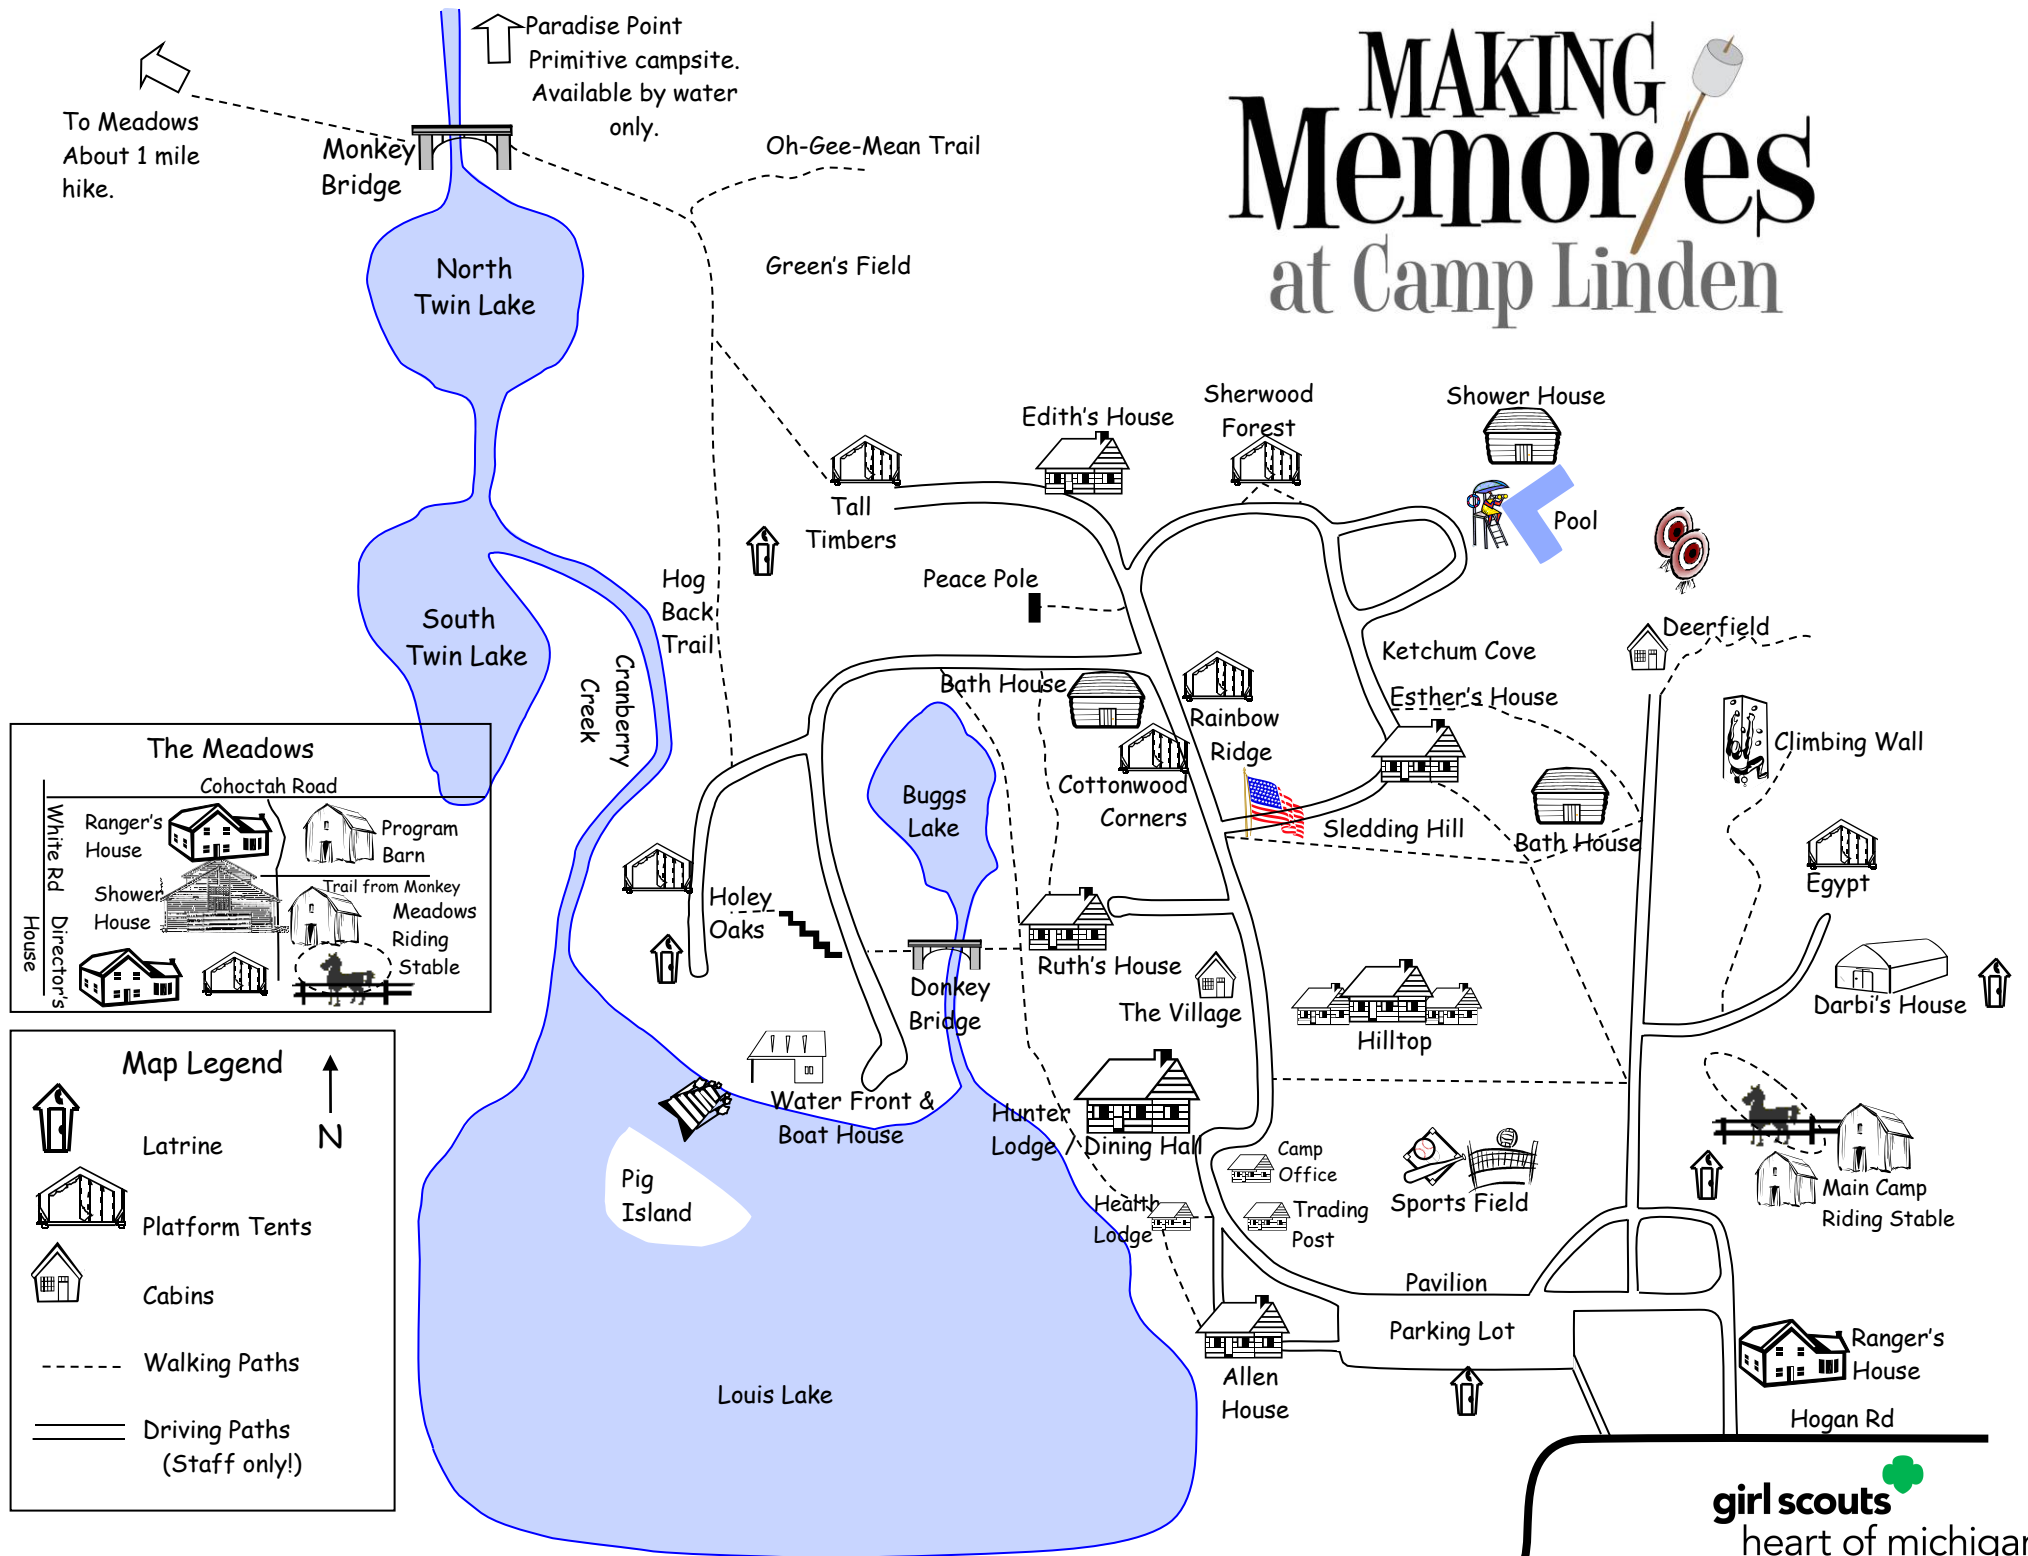 MAKING
Memories
at Camp Linden
Paradise Point
Primitive campsite.
Available by water
only.
To Meadows
About 1 mile
hike.
Monkey
Bridge
Oh-Gee-Mean Trail
Green's Field
North
Twin Lake
Edith's House
Sherwood
Forest
Shower House
Tall
Timbers
Pool
Peace Pole
Hog
Back
Trail
South
Twin Lake
Cranberry
Creek
Ketchum Cove
Deerfield
Bath House
Esther's House
Rainbow
Ridge
Climbing Wall
Cottonwood
Corners
Buggs
Lake
Sledding Hill
Bath House
Egypt
Holey
Oaks
Ruth's House
Donkey
Bridge
The Village
Hilltop
Darbi's House
Water Front &
Boat House
Hunter
Lodge / Dining Hall
Camp
Office
Sports Field
Pig
Island
Health
Lodge
Trading
Post
Main Camp
Riding Stable
Pavilion
Parking Lot
Allen
House
Louis Lake
Ranger's
House
Hogan Rd
The Meadows
Cohoctah Road
White Rd
Ranger's
House
Program
Barn
Trail from Monkey
Shower
House
Meadows
Riding
Stable
Director's
House
Map Legend
N
Latrine
Platform Tents
Cabins
Walking Paths
Driving Paths
(Staff only!)
girl scouts
heart of michigan